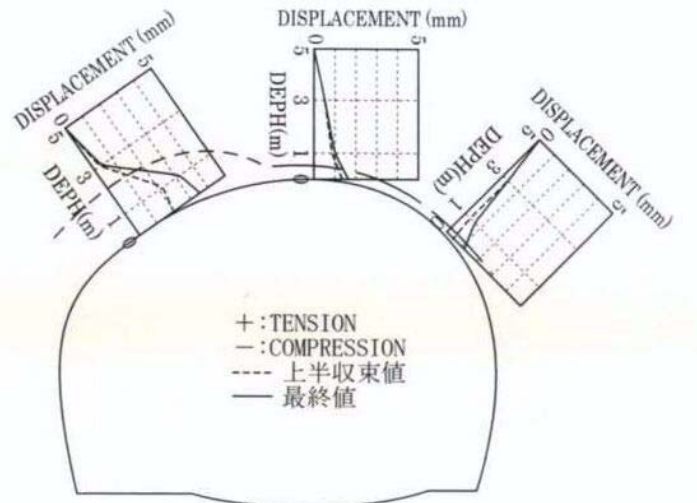 DISPLACEMENT (mm)
0
5
5
3
1
0
DEPH(m)
DISPLACEMENT (mm)
0
5
5
3
1
DEPH(m)
DISPLACEMENT (mm)
0
5
5
3
1
DEPH(m)
+:TENSION
-:COMPRESSION
---- 上半収束値
― 最終値